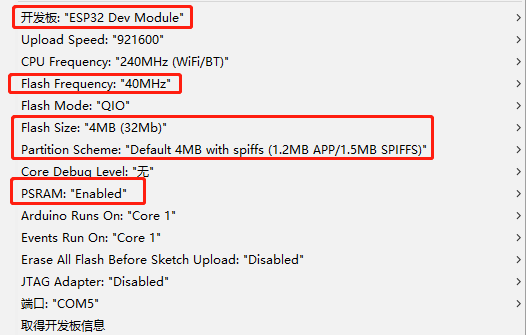 开发板: "ESP32 Dev Module"
Upload Speed: "921600"
CPU Frequency: "240MHz (WiFi/BT)"
Flash Frequency: "40MHz"
Flash Mode: "QIO"
Flash Size: "4MB (32Mb)"
Partition Scheme: "Default 4MB with spiffs (1.2MB APP/1.5MB SPIFFS)"
Core Debug Level: "无"
PSRAM: "Enabled"
Arduino Runs On: "Core 1"
Events Run On: "Core 1"
Erase All Flash Before Sketch Upload: "Disabled"
JTAG Adapter: "Disabled"
端口: "COM5"
取得开发板信息